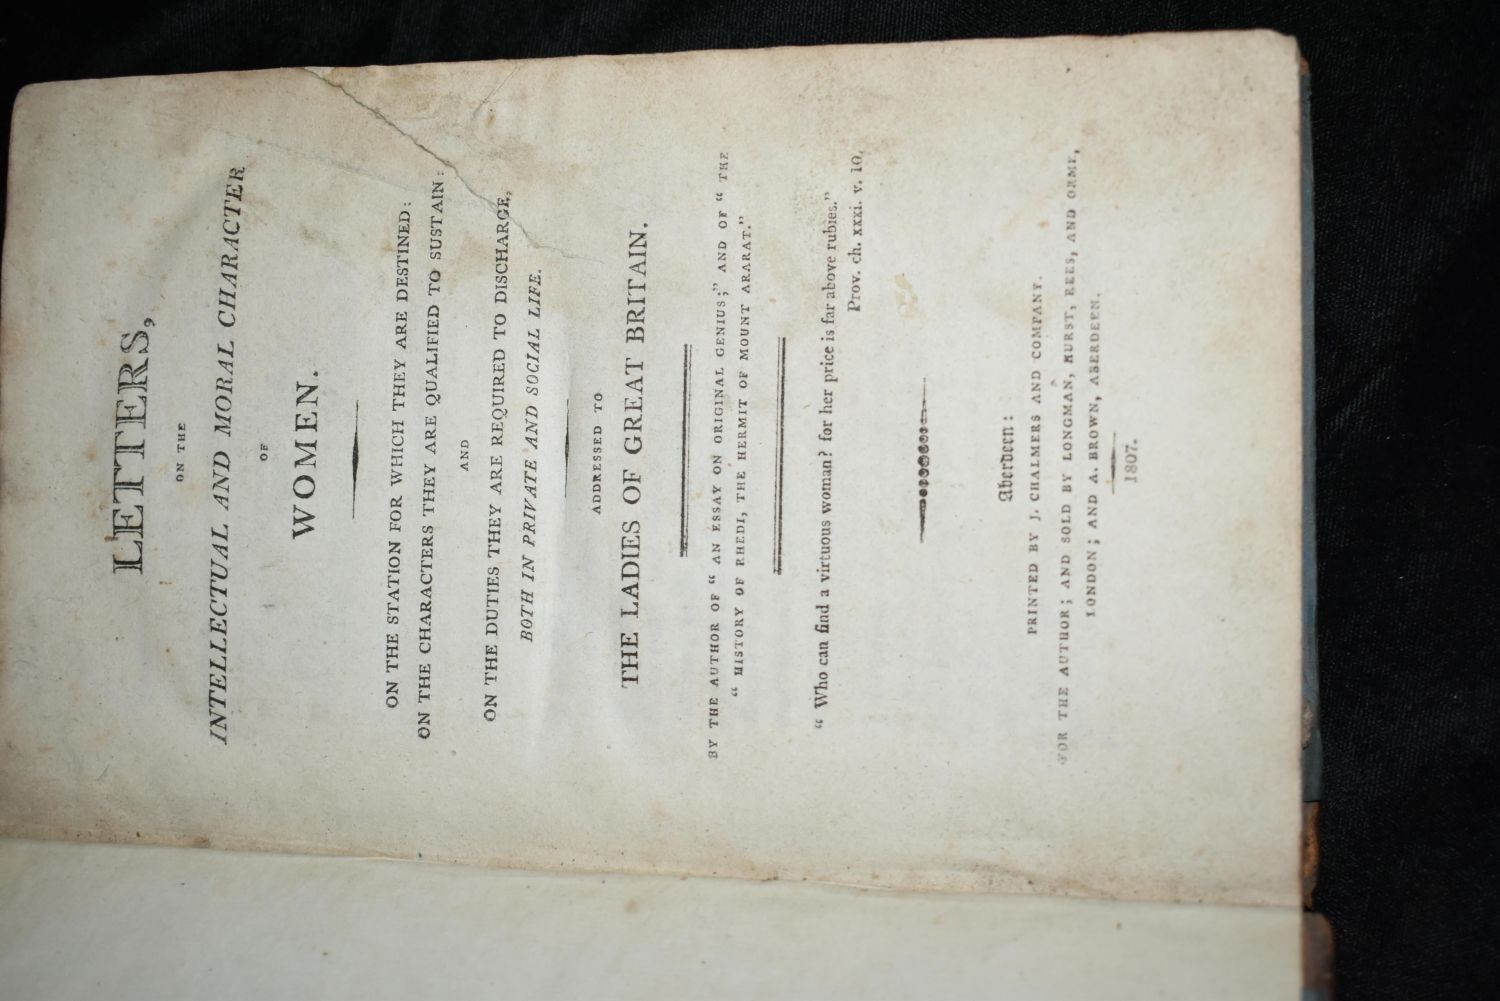 LETTERS,
ON THE
INTELLECTUAL AND MORAL CHARACTER
OF
WOMEN.
ON THE STATION FOR WHICH THEY ARE DESTINED:
ON THE CHARACTERS THEY ARE QUALIFIED TO SUSTAIN:
AND
ON THE DUTIES THEY ARE REQUIRED TO DISCHARGE,
BOTH IN PRIVATE AND SOCIAL LIFE.
ADDRESSED TO
THE LADIES OF GREAT BRITAIN.
BY THE AUTHOR OF “ AN ESSAY ON ORIGINAL GENIUS;” AND OF “ THE
“ HISTORY OF RHEDI, THE HERMIT OF MOUNT ARARAT.”
“ Who can find a virtuous woman? for her price is far above rubies.”
Prov. ch. xxxi. v. 10.
Aberdeen:
PRINTED BY J. CHALMERS AND COMPANY.
FOR THE AUTHOR; AND SOLD BY LONGMAN, HURST, REES, AND ORME,
LONDON; AND A. BROWN, ABERDEEN.
1807.